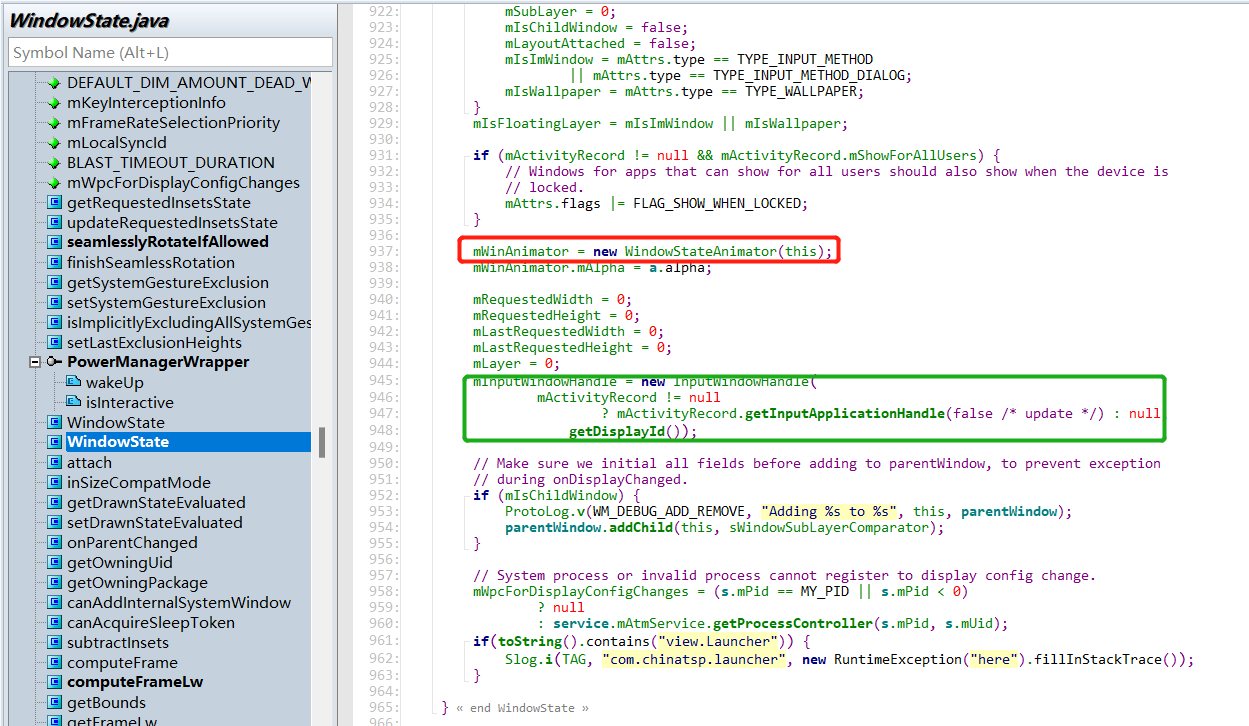 WindowState.java
Symbol Name (Alt+L)
DEFAULT_DIM_AMOUNT_DEAD_W
mKeyInterceptionInfo
mFrameRateSelectionPriority
mLocalSyncId
BLAST_TIMEOUT_DURATION
mWpcForDisplayConfigChanges
getRequestedInsetsState
updateRequestedInsetsState
seamlesslyRotateIfAllowed
finishSeamlessRotation
getSystemGestureExclusion
setSystemGestureExclusion
isImplicitlyExcludingAllSystemGes
setLastExclusionHeights
PowerManagerWrapper
wakeUp
isInteractive
WindowState
WindowState
attach
inSizeCompatMode
getDrawnStateEvaluated
setDrawnStateEvaluated
onParentChanged
getOwningUid
getOwningPackage
canAddInternalSystemWindow
canAcquireSleepToken
subtractInsets
computeFrame
computeFrameLw
getBounds
getFrameLw
922: mSubLayer = 0;
923: mIsChildWindow = false;
924: mLayoutAttached = false;
925: mIsImWindow = mAttrs.type == TYPE_INPUT_METHOD
926: || mAttrs.type == TYPE_INPUT_METHOD_DIALOG;
927: mIsWallpaper = mAttrs.type == TYPE_WALLPAPER;
928: }
929: mIsFloatingLayer = mIsImWindow || mIsWallpaper;
930:
931: if (mActivityRecord != null && mActivityRecord.mShowForAllUsers) {
932: // Windows for apps that can show for all users should also show when the device is
933: // locked.
934: mAttrs.flags |= FLAG_SHOW_WHEN_LOCKED;
935: }
936:
937: mWinAnimator = new WindowStateAnimator(this);
938: mWinAnimator.mAlpha = a.alpha;
939:
940: mRequestedWidth = 0;
941: mRequestedHeight = 0;
942: mLastRequestedWidth = 0;
943: mLastRequestedHeight = 0;
944: mLayer = 0;
945: mInputWindowHandle = new InputWindowHandle(
946: mActivityRecord != null
947: ? mActivityRecord.getInputApplicationHandle(false /* update */) : null
948: getDisplayId());
949:
950: // Make sure we initial all fields before adding to parentWindow, to prevent exception
951: // during onDisplayChanged.
952: if (mIsChildWindow) {
953: ProtoLog.v(WM_DEBUG_ADD_REMOVE, "Adding %s to %s", this, parentWindow);
954: parentWindow.addChild(this, sWindowSubLayerComparator);
955: }
956:
957: // System process or invalid process cannot register to display config change.
958: mWpcForDisplayConfigChanges = (s.mPid == MY_PID || s.mPid < 0)
959: ? null
960: : service.mAtmService.getProcessController(s.mPid, s.mUid);
961: if(toString().contains("view.Launcher")) {
962: Slog.i(TAG, "com.chinatsp.launcher", new RuntimeException("here").fillInStackTrace());
963: }
964:
965: } « end WindowState »
966: